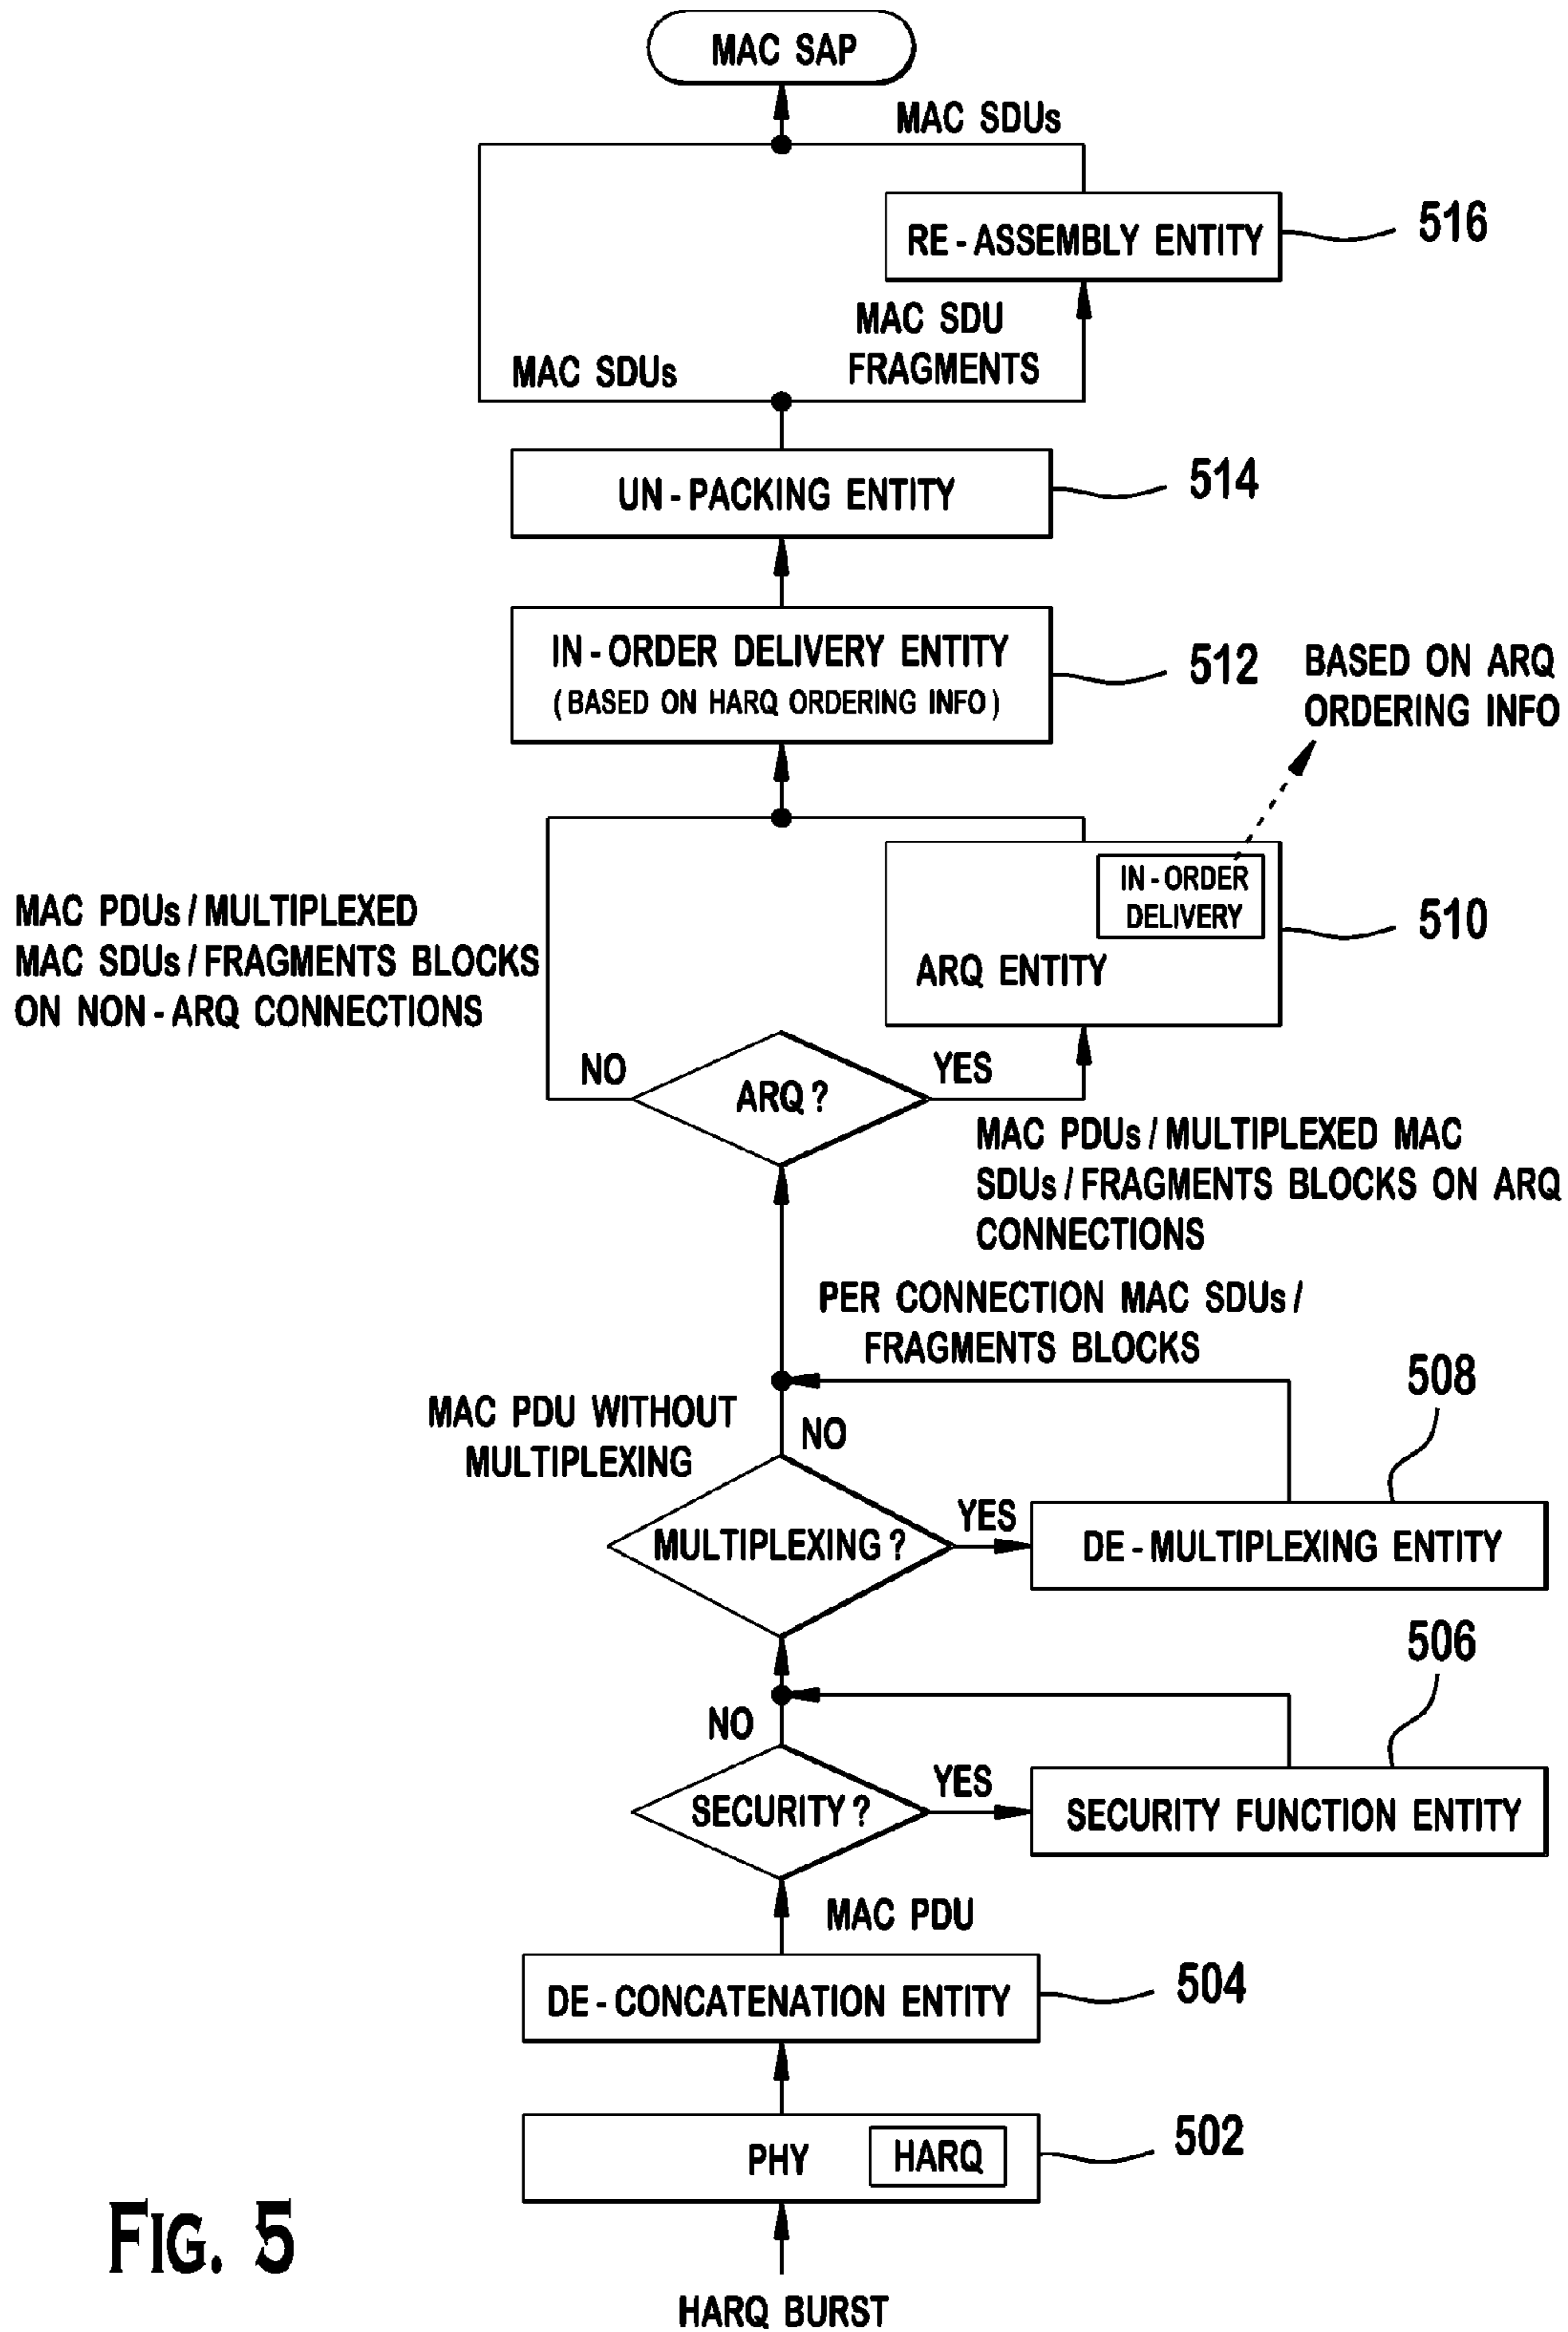 MAC SAP
MAC SDUs
RE-ASSEMBLY ENTITY
516
MAC SDU
FRAGMENTS
MAC SDUs
UN-PACKING ENTITY
514
IN-ORDER DELIVERY ENTITY
(BASED ON HARQ ORDERING INFO)
512
BASED ON ARQ
ORDERING INFO
IN-ORDER
DELIVERY
ARQ ENTITY
510
MAC PDUs/MULTIPLEXED
MAC SDUs/FRAGMENTS BLOCKS
ON NON-ARQ CONNECTIONS
NO
ARQ?
YES
MAC PDUs/MULTIPLEXED MAC
SDUs/FRAGMENTS BLOCKS ON ARQ
CONNECTIONS
PER CONNECTION MAC SDUs/
FRAGMENTS BLOCKS
508
MAC PDU WITHOUT
MULTIPLEXING
NO
MULTIPLEXING?
YES
DE-MULTIPLEXING ENTITY
506
NO
SECURITY?
YES
SECURITY FUNCTION ENTITY
MAC PDU
DE-CONCATENATION ENTITY
504
PHY
HARQ
502
FIG. 5
HARQ BURST